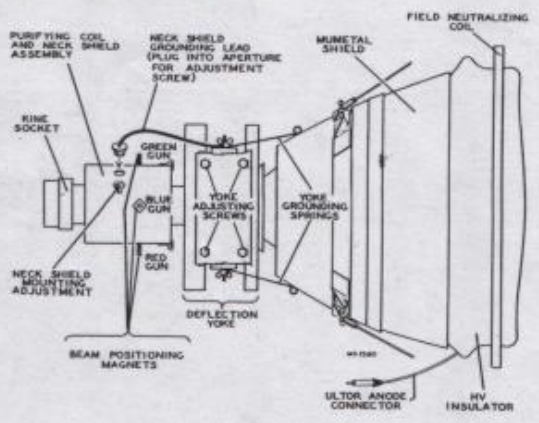 FIELD NEUTRALIZING
COIL
PURIFYING COIL
AND NECK SHIELD
ASSEMBLY
NECK SHIELD
GROUNDING LEAD
(PLUG INTO APERTURE
FOR ADJUSTMENT
SCREW)
MUMETAL
SHIELD
KINE
SOCKET
GREEN
GUN
BLUE
GUN
RED
GUN
YOKE
ADJUSTING
SCREWS
YOKE
GROUNDING
SPRINGS
NECK SHIELD
MOUNTING
ADJUSTMENT
DEFLECTION
YOKE
BEAM POSITIONING
MAGNETS
ULTOR ANODE
CONNECTOR
HV
INSULATOR